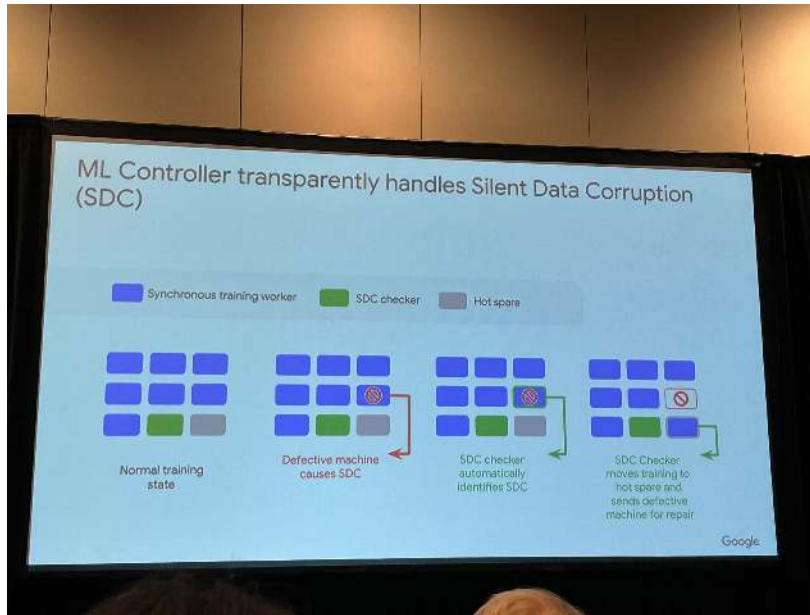 ML Controller transparently handles Silent Data Corruption
(SDC)
Synchronous training worker
SDC checker
Hot spare
Normal training
state
Defective machine
causes SDC
SDC checker
automatically
identifies SDC
SDC Checker
moves training to
hot spare and
sends defective
machine for repair
Google